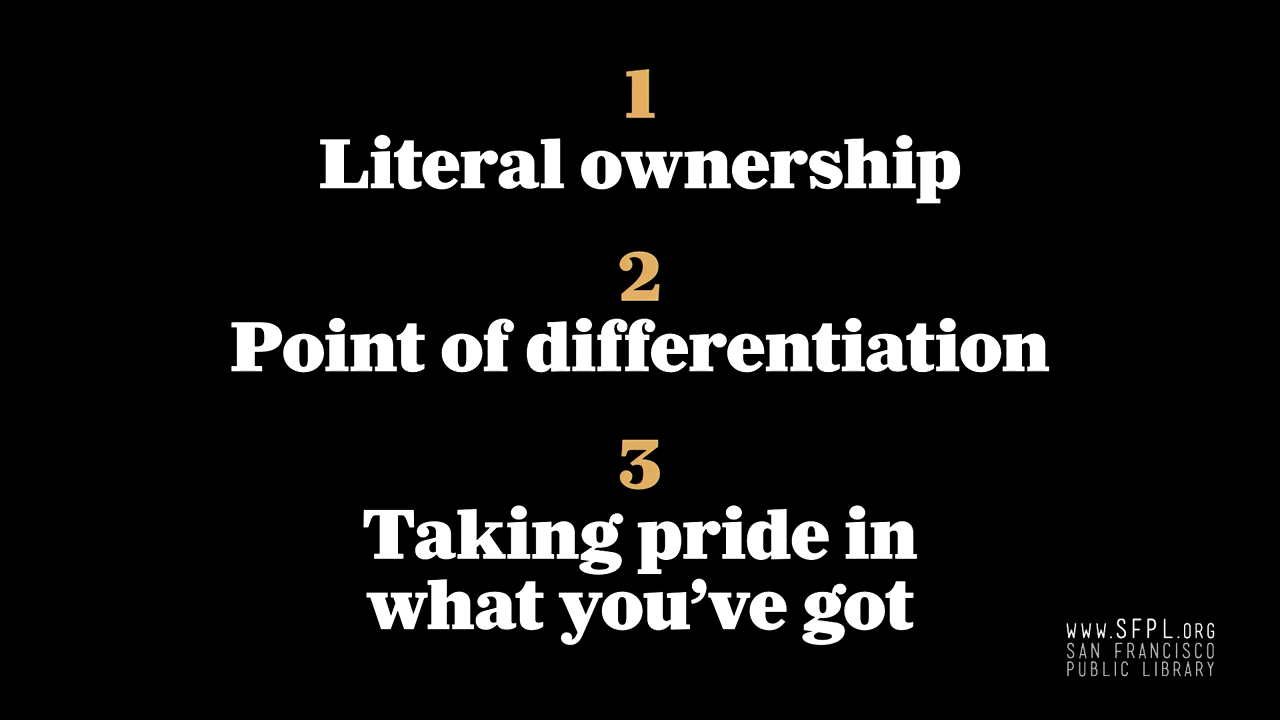 1
Literal ownership
2
Point of differentiation
3
Taking pride in
what you’ve got
WWW.SFPL.ORG
SAN FRANCISCO
PUBLIC LIBRARY